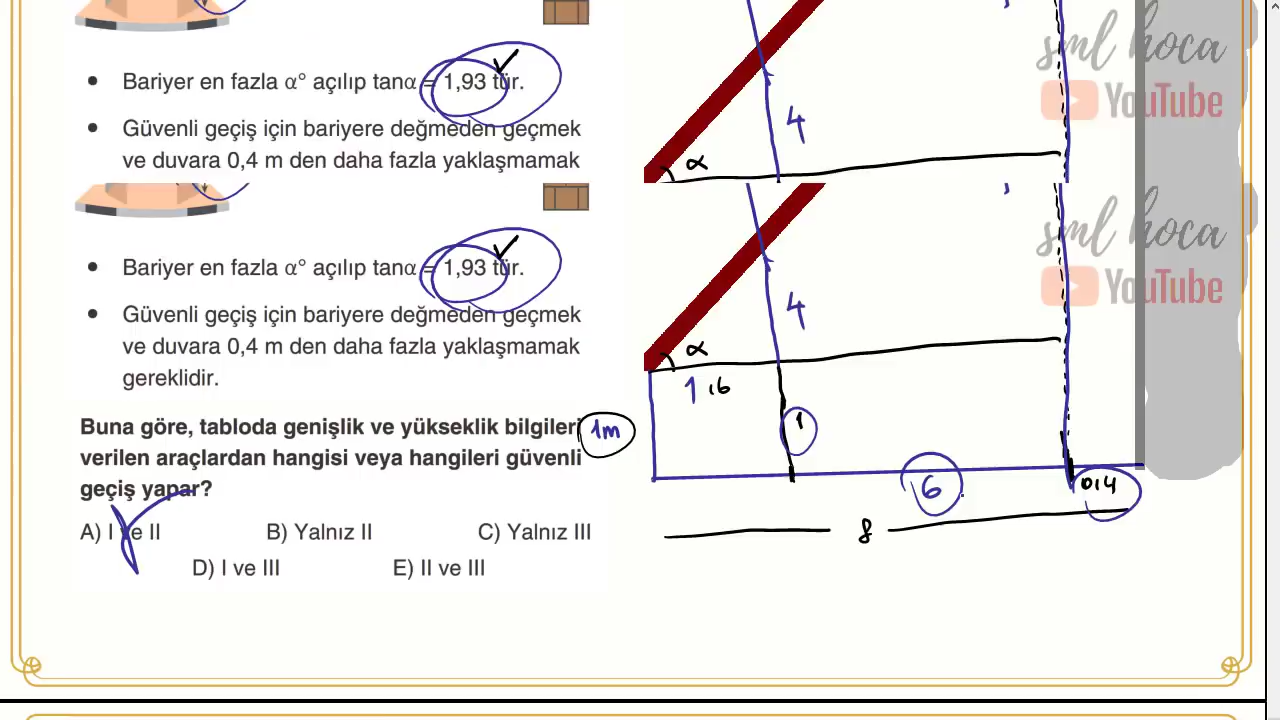 Bariyer en fazla α° açılıp tanα = 1,93 tür.
Güvenli geçiş için bariyere değmeden geçmek
ve duvara 0,4 m den daha fazla yaklaşmamak
4
α
sml hoca
YouTube
Bariyer en fazla α° açılıp tanα = 1,93 tür.
Güvenli geçiş için bariyere değmeden geçmek
ve duvara 0,4 m den daha fazla yaklaşmamak
gereklidir.
4
α
1,6
sml hoca
YouTube
Buna göre, tabloda genişlik ve yükseklik bilgileri
verilen araçlardan hangisi veya hangileri güvenli
geçiş yapar?
1m
1
6
0,4
8
A) I ve II B) Yalnız II C) Yalnız III
D) I ve III E) II ve III